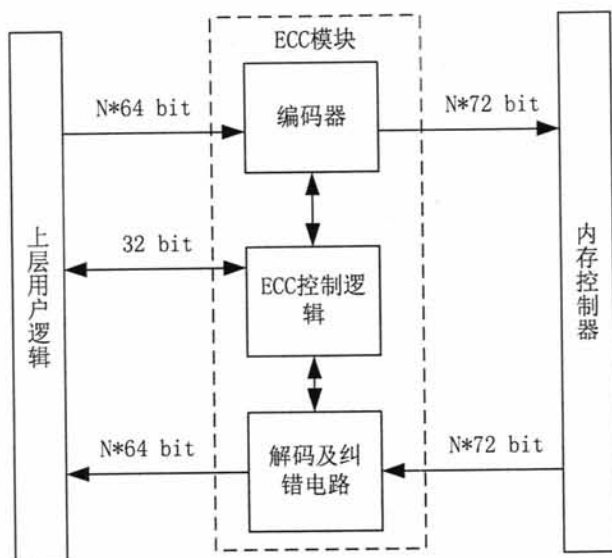 ECC模块
N*64 bit
编码器
N*72 bit
上层用户逻辑
32 bit
ECC控制逻
辑
内存控制器
N*64 bit
解码及纠
错电路
N*72 bit